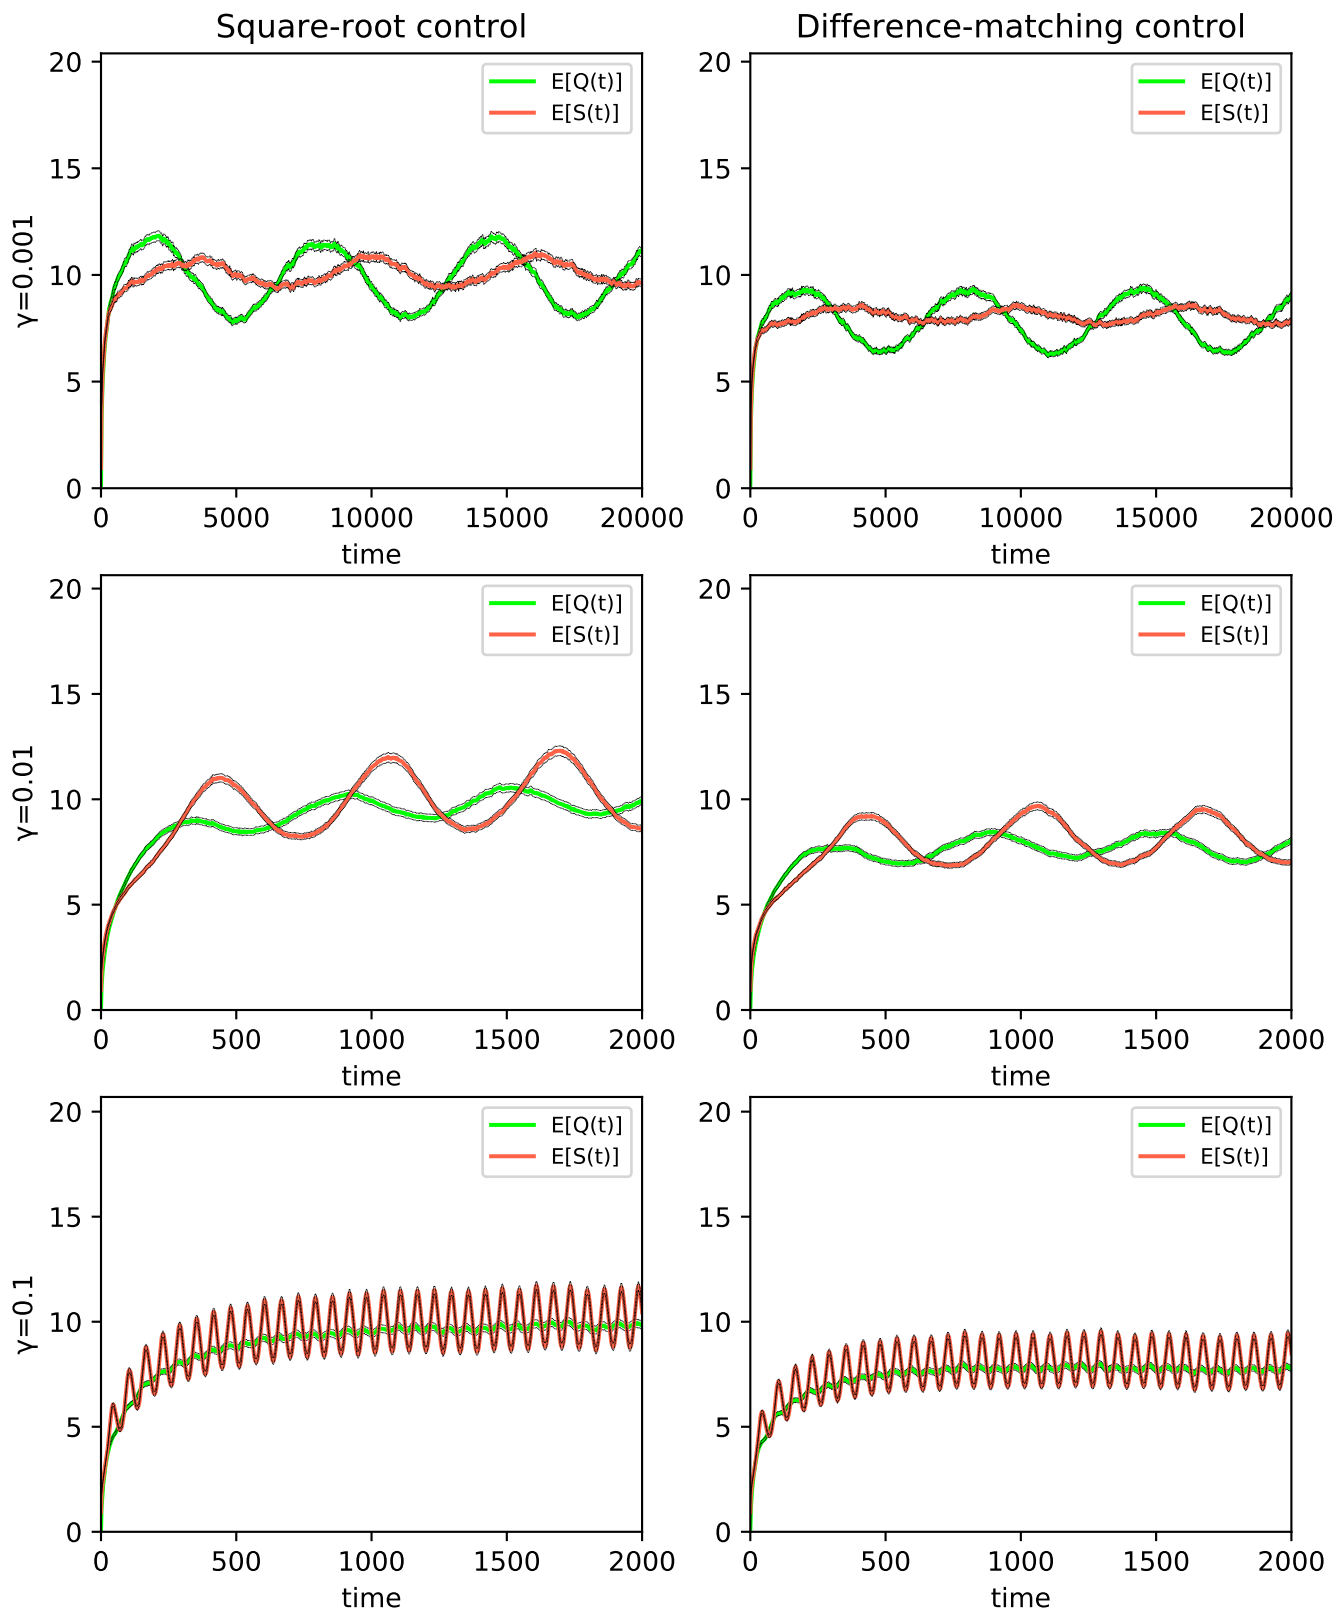 Square-root control
Difference-matching control
20
15
10
5
0
γ=0.001
E[Q(t)]
E[S(t)]
0 5000 10000 15000 20000
time
20
15
10
5
0
E[Q(t)]
E[S(t)]
0 5000 10000 15000 20000
time
20
15
10
5
0
γ=0.01
E[Q(t)]
E[S(t)]
0 500 1000 1500 2000
time
20
15
10
5
0
E[Q(t)]
E[S(t)]
0 500 1000 1500 2000
time
20
15
10
5
0
γ=0.1
E[Q(t)]
E[S(t)]
0 500 1000 1500 2000
time
20
15
10
5
0
E[Q(t)]
E[S(t)]
0 500 1000 1500 2000
time